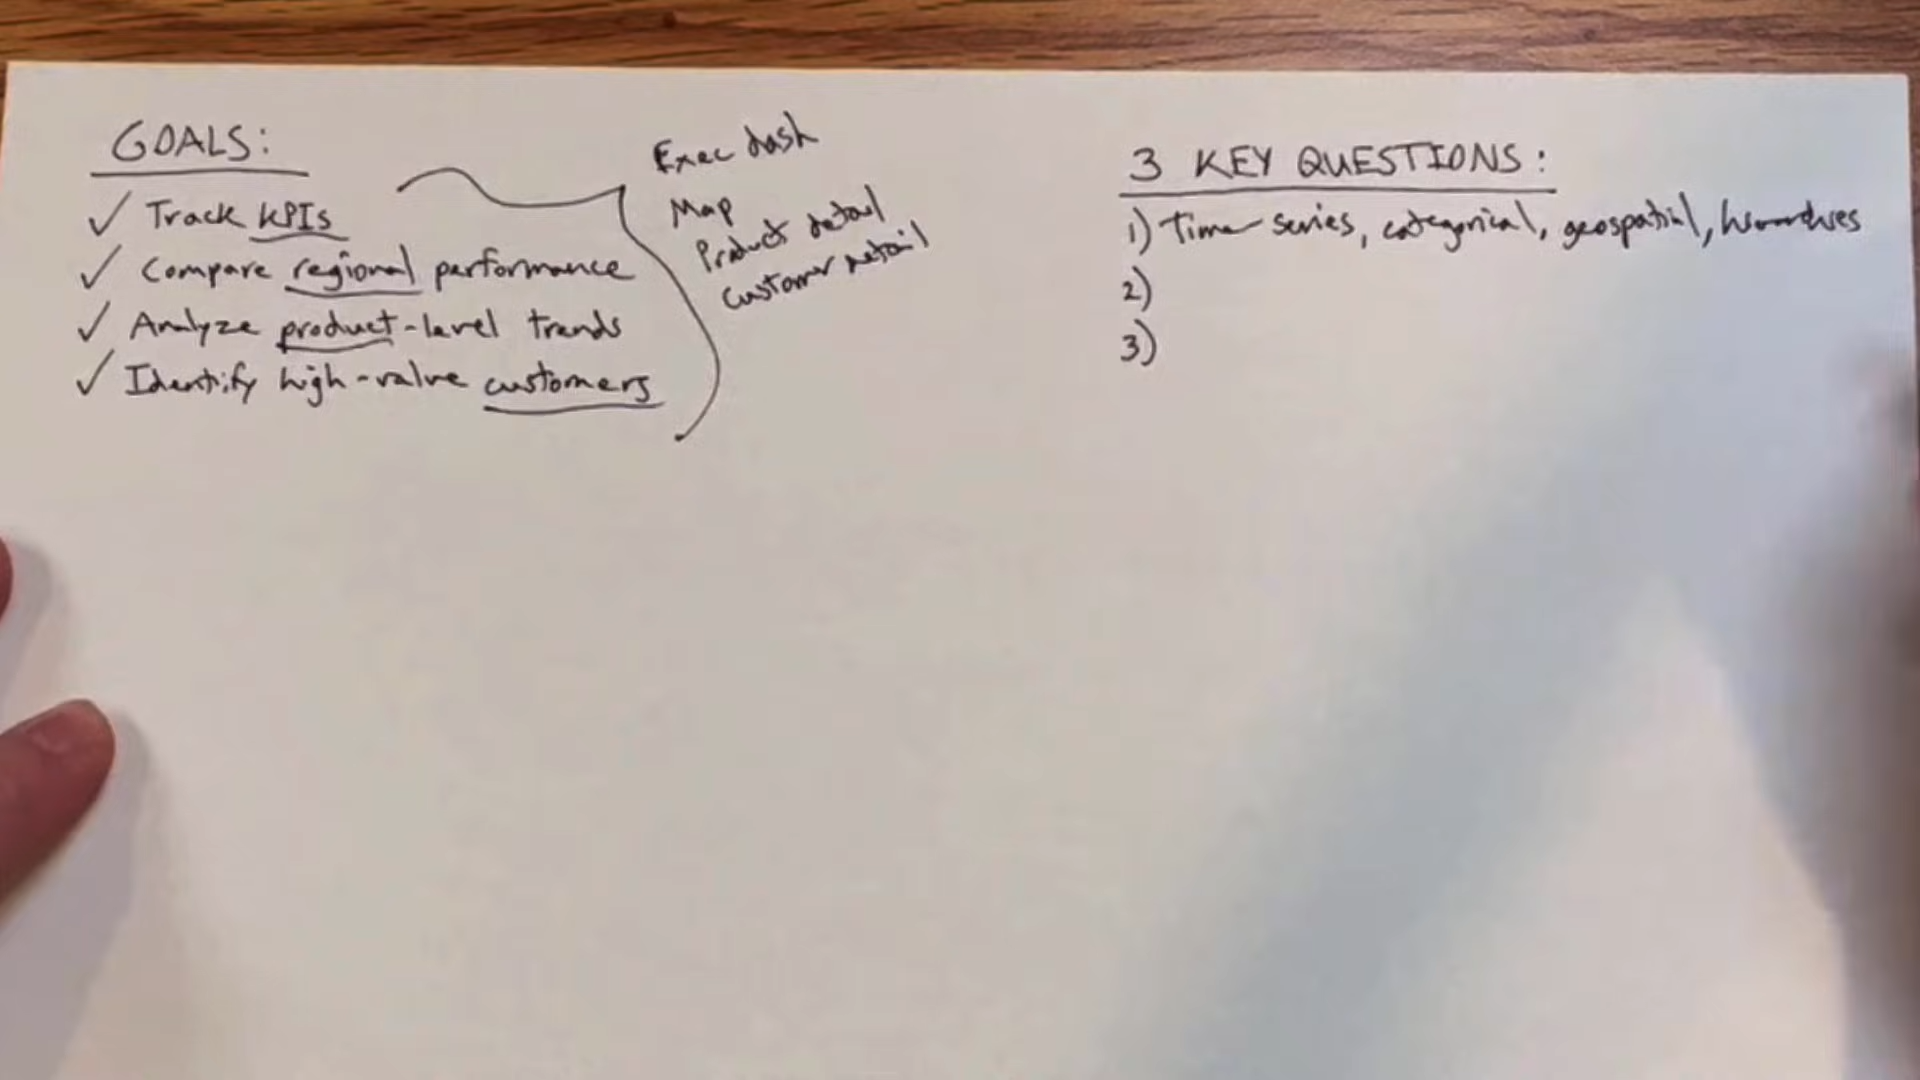 GOALS:
✓ Track KPIs
✓ Compare regional performance
✓ Analyze product-level trends
✓ Identify high-value customers
Exec dash
Map
Product detail
Customer detail
3 KEY QUESTIONS:
1) Time series, categorical, geospatial,
2)
3)